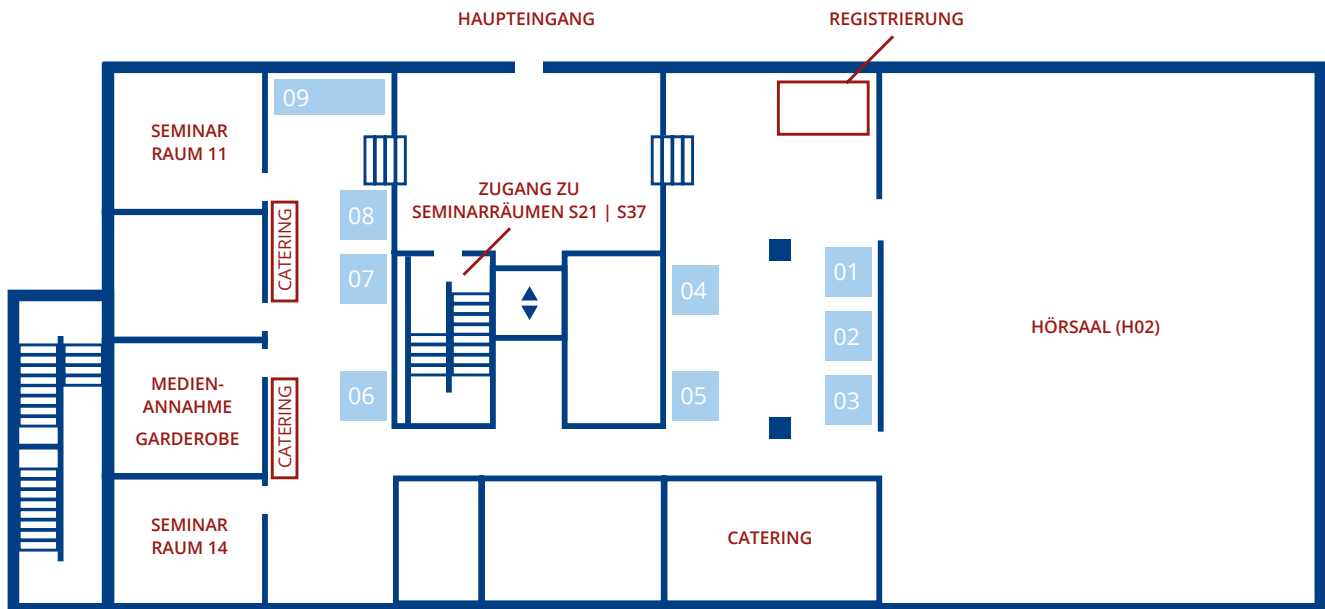 HAUPTEINGANG
REGISTRIERUNG
09
SEMINAR
RAUM 11
ZUGANG ZU
SEMINARRÄUMEN S21 | S37
08
CATERING
07
04
01
02
HÖRSAAL (H02)
03
MEDIEN-
ANNAHME
GARDEROBE
CATERING
06
05
SEMINAR
RAUM 14
CATERING